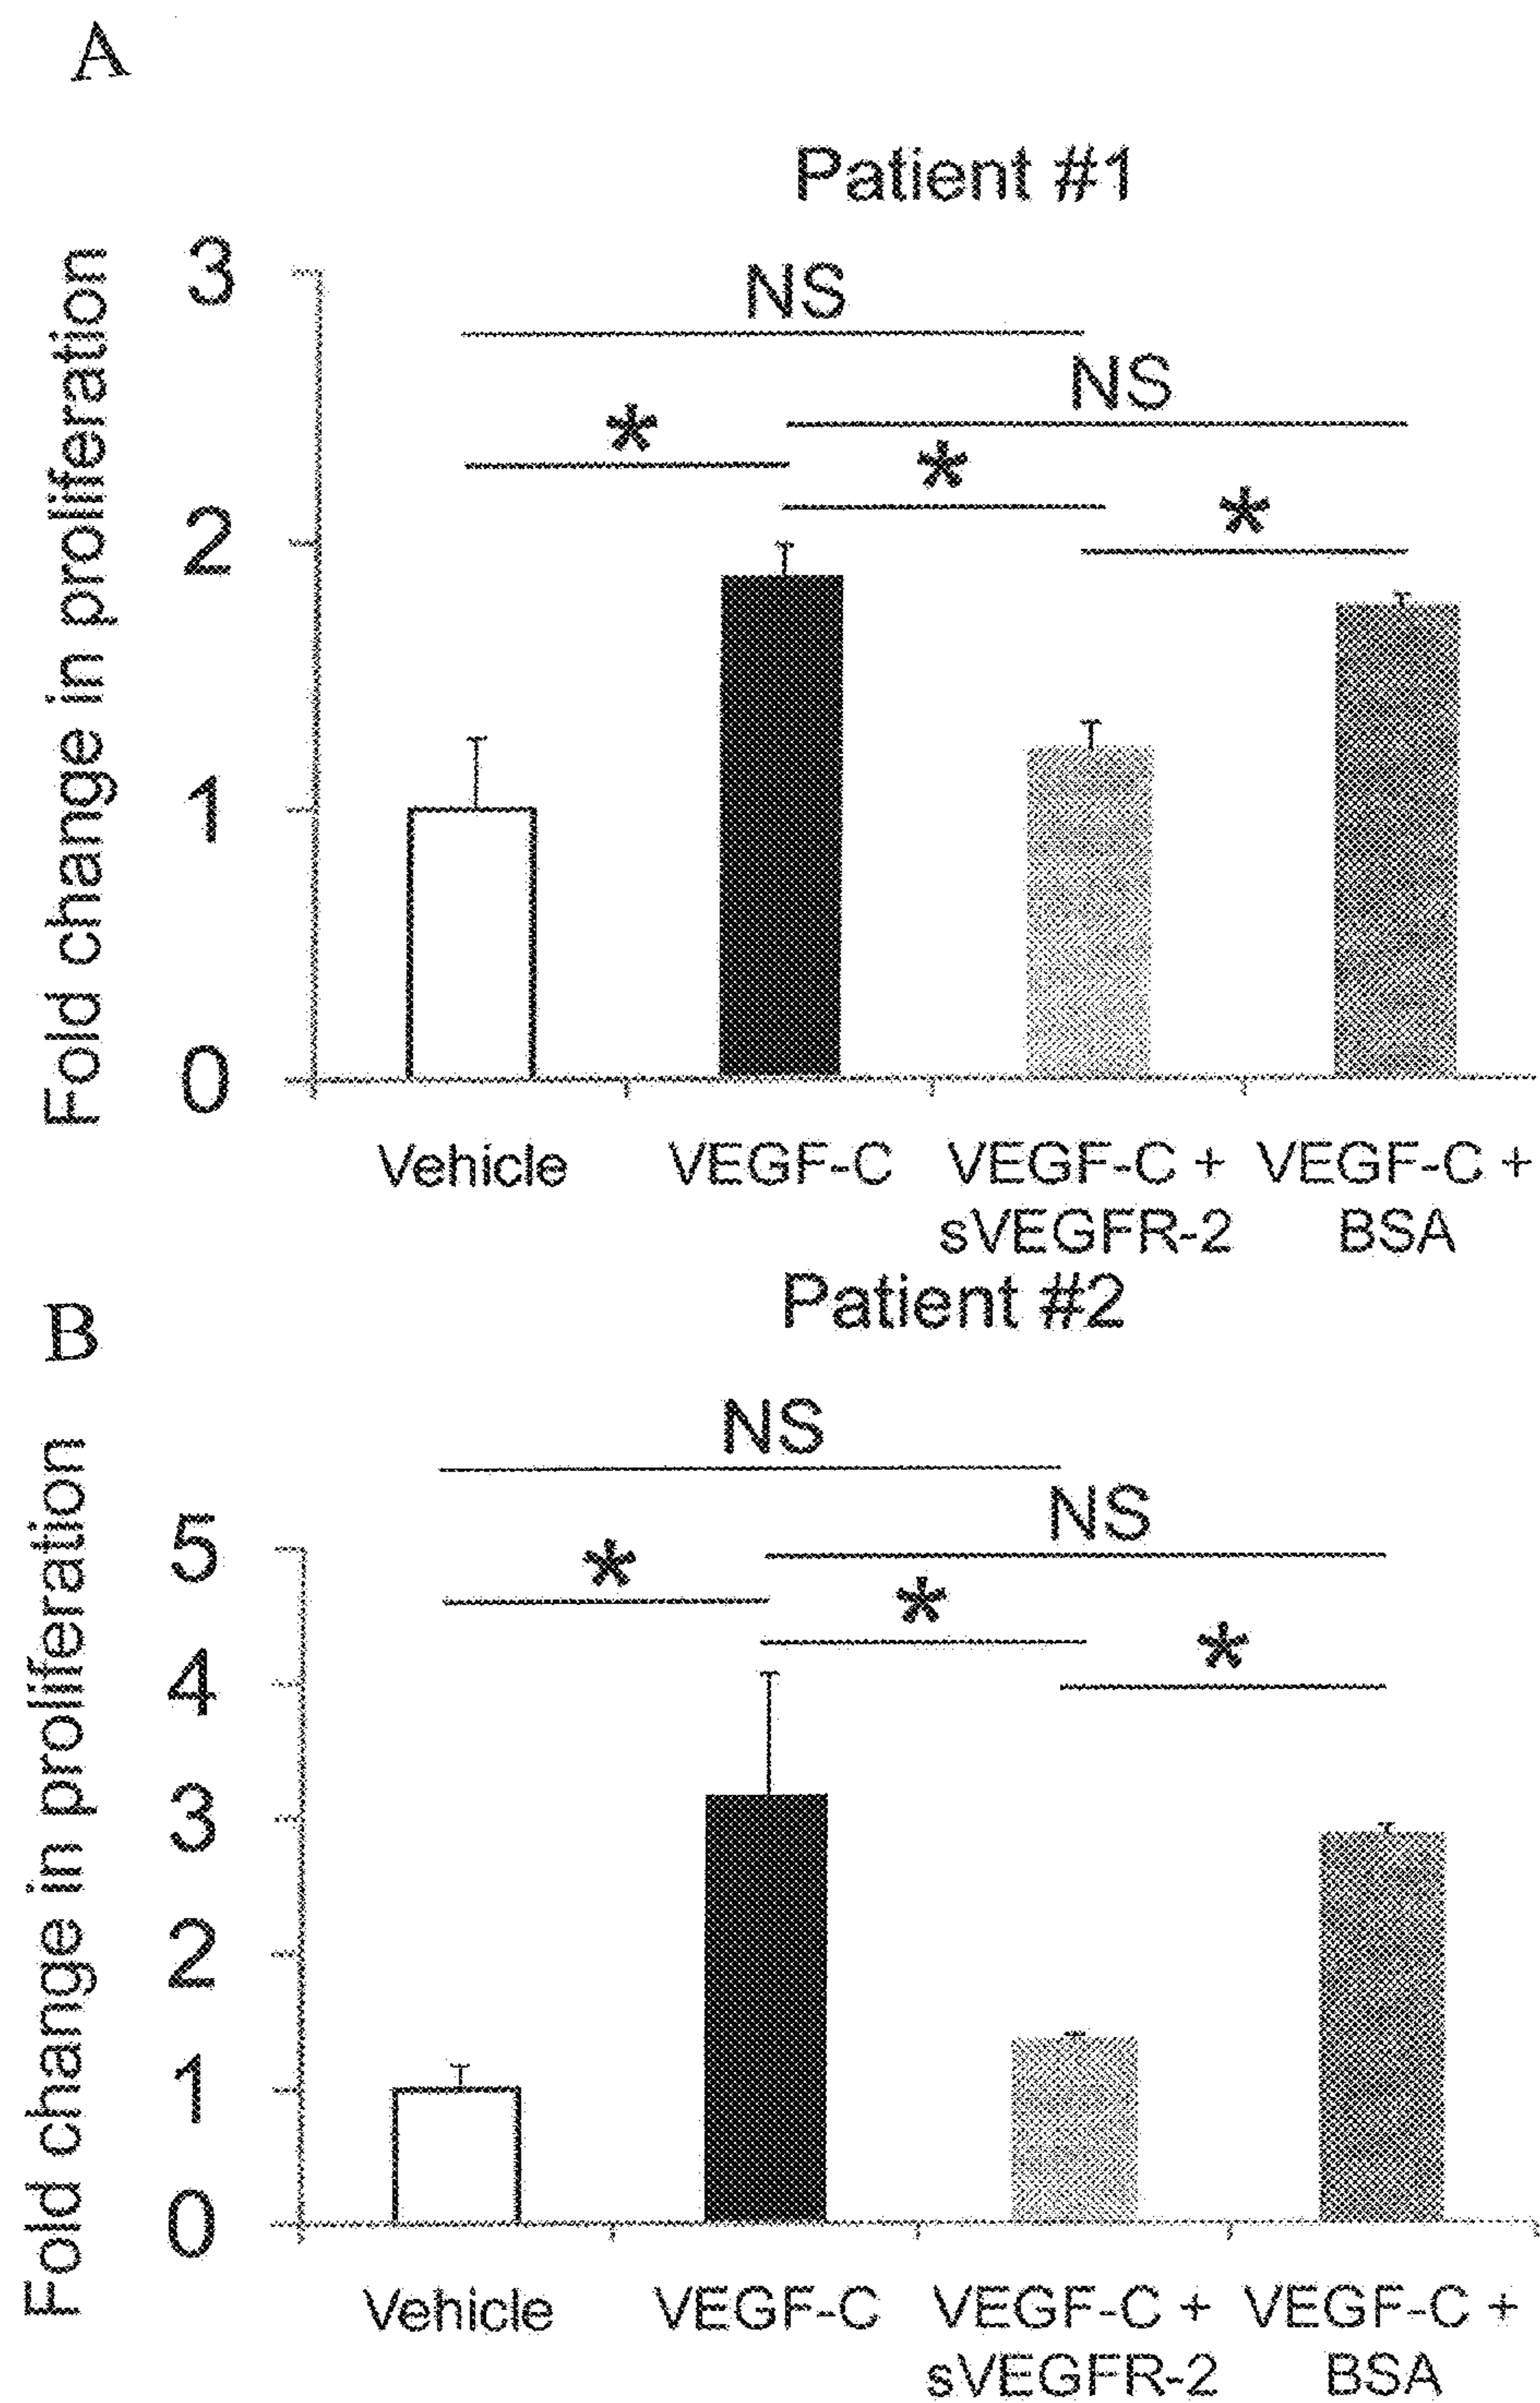 A
Patient #1
Fold change in proliferation
3
2
1
0
NS
NS
*
*
*
Vehicle
VEGF-C
VEGF-C +
sVEGFR-2
VEGF-C +
BSA
B
Patient #2
Fold change in proliferation
5
4
3
2
1
0
NS
NS
*
*
*
Vehicle
VEGF-C
VEGF-C +
sVEGFR-2
VEGF-C +
BSA